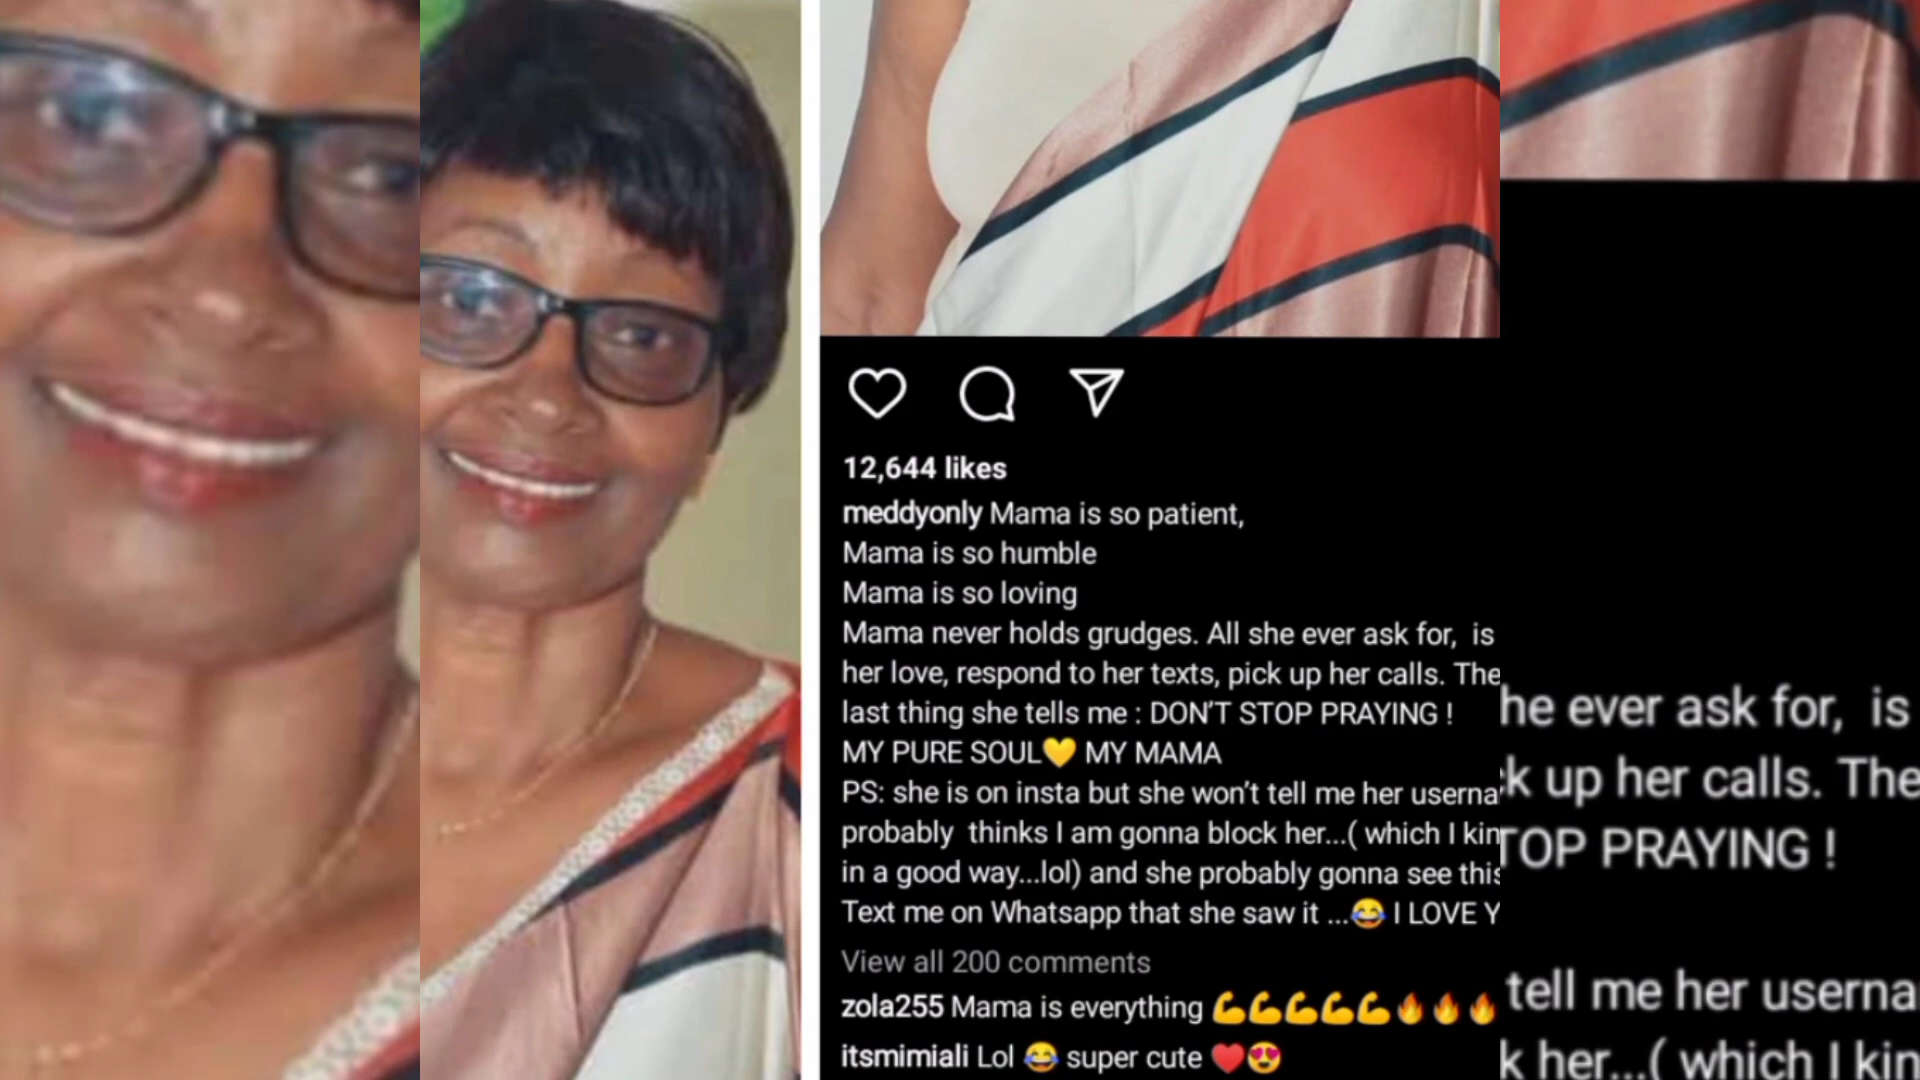 12,644 likes
meddyonly Mama is so patient,
Mama is so humble
Mama is so loving
Mama never holds grudges. All she ever ask for,  is
her love, respond to her texts, pick up her calls. The
last thing she tells me : DON'T STOP PRAYING !
MY PURE SOUL💛 MY MAMA
PS: she is on insta but she won't tell me her userna
probably  thinks I am gonna block her...( which I kin
in a good way...lol) and she probably gonna see this
Text me on Whatsapp that she saw it ...😂 I LOVE Y
View all 200 comments
zola255 Mama is everything 💪💪💪💪💪🔥🔥🔥
itsmimiali Lol 😂 super cute ❤️😍
he ever ask for,  is
k up her calls. The
TOP PRAYING !
tell me her userna
k her...( which I kin